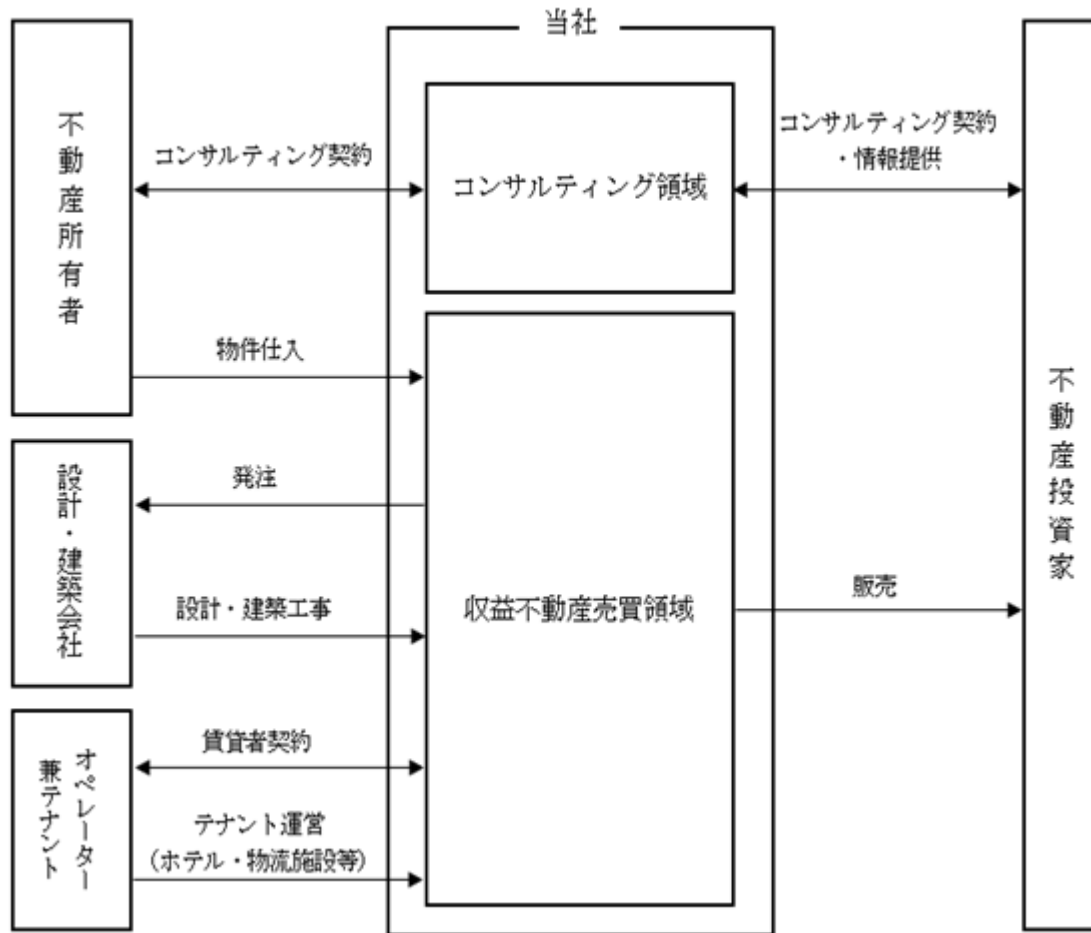 当社
不動産所有者
コンサルティング契約
コンサルティング領域
コンサルティング契約
・情報提供
物件仕入
設計・建築会社
発注
設計・建築工事
収益不動産売買領域
販売
不動産投資家
オペレーター
兼テナント
賃貸者契約
テナント運営
(ホテル・物流施設等)